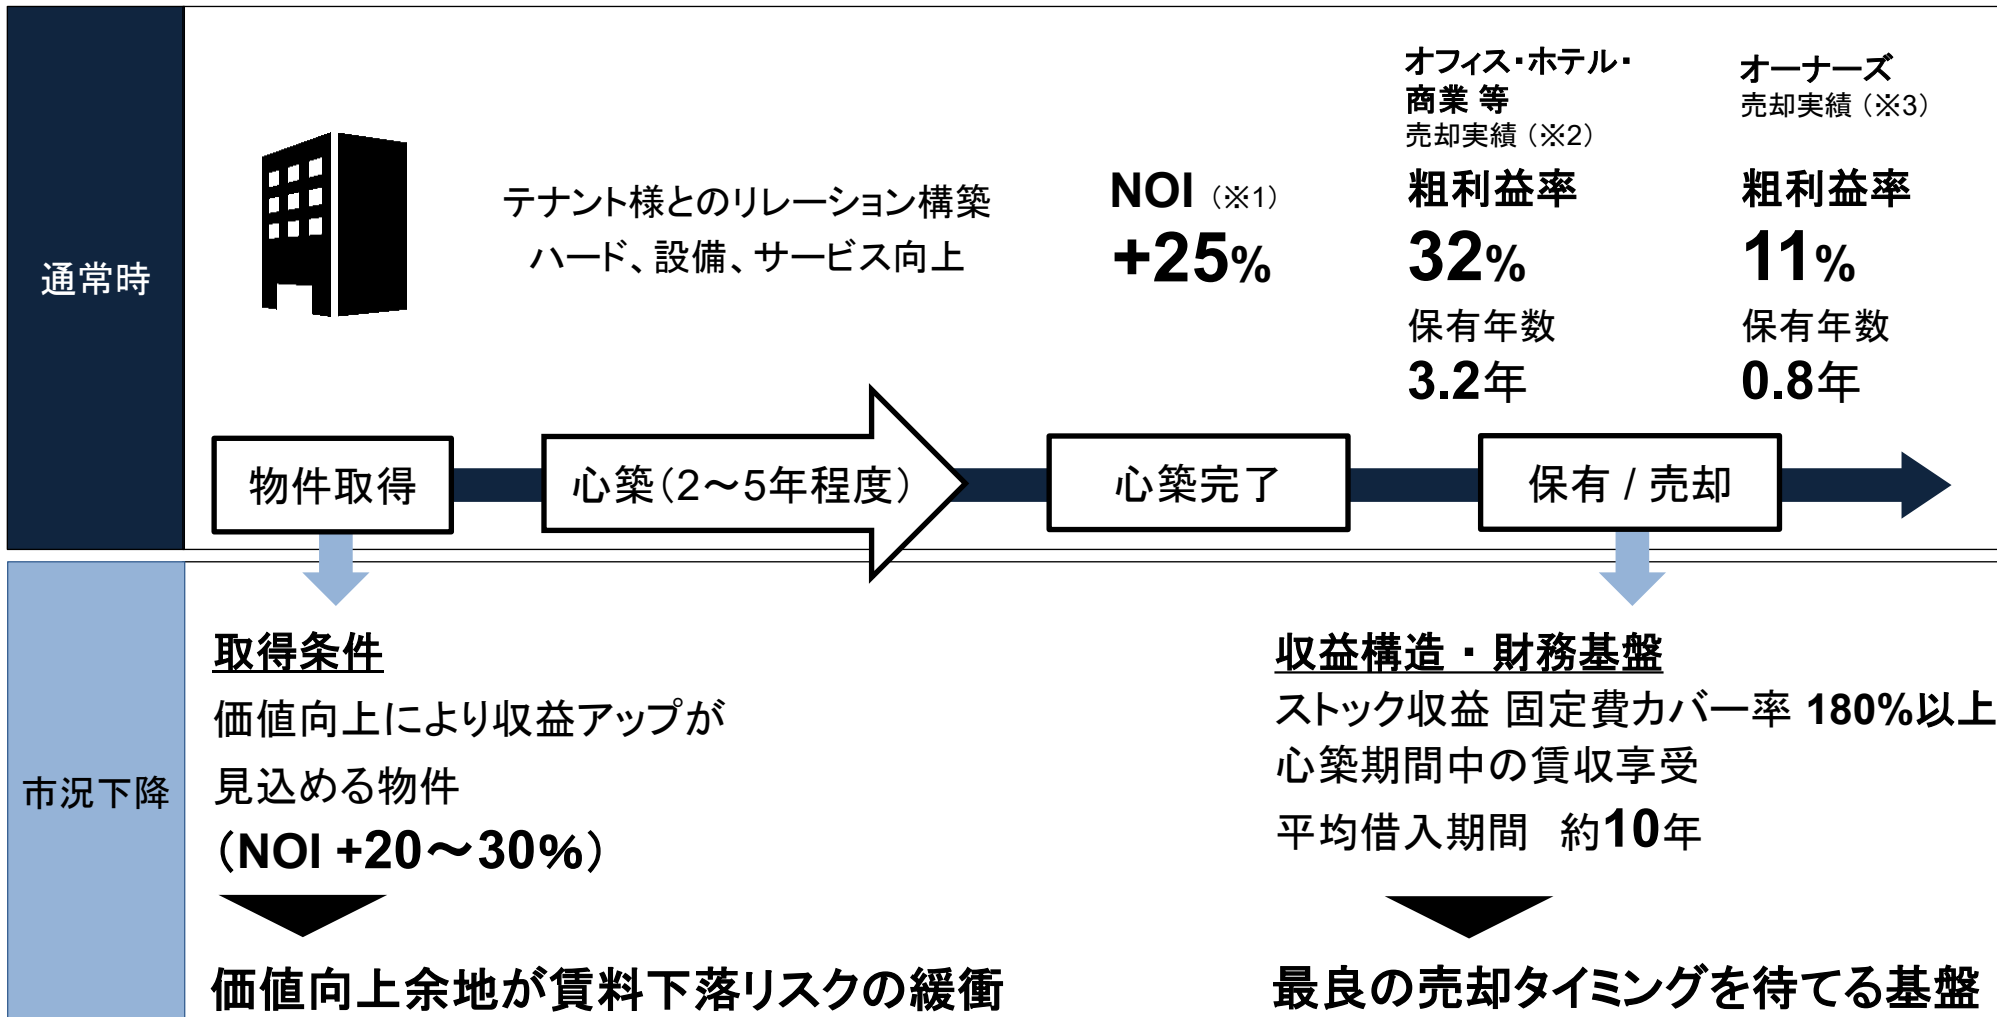 通常時
テナント様とのリレーション構築
ハード、設備、サービス向上
NOI（※1）
+25%
オフィス・ホテル・
商業 等
売却実績（※2）
粗利益率
32%
保有年数
3.2年
オーナーズ
売却実績（※3）
粗利益率
11%
保有年数
0.8年
物件取得
心築（2～5年程度）
心築完了
保有 / 売却
市況下降
取得条件
価値向上により収益アップが
見込める物件
（NOI +20～30%）
価値向上余地が賃料下落リスクの緩衝
収益構造・財務基盤
ストック収益 固定費カバー率 180%以上
心築期間中の賃収享受
平均借入期間　約10年
最良の売却タイミングを待てる基盤